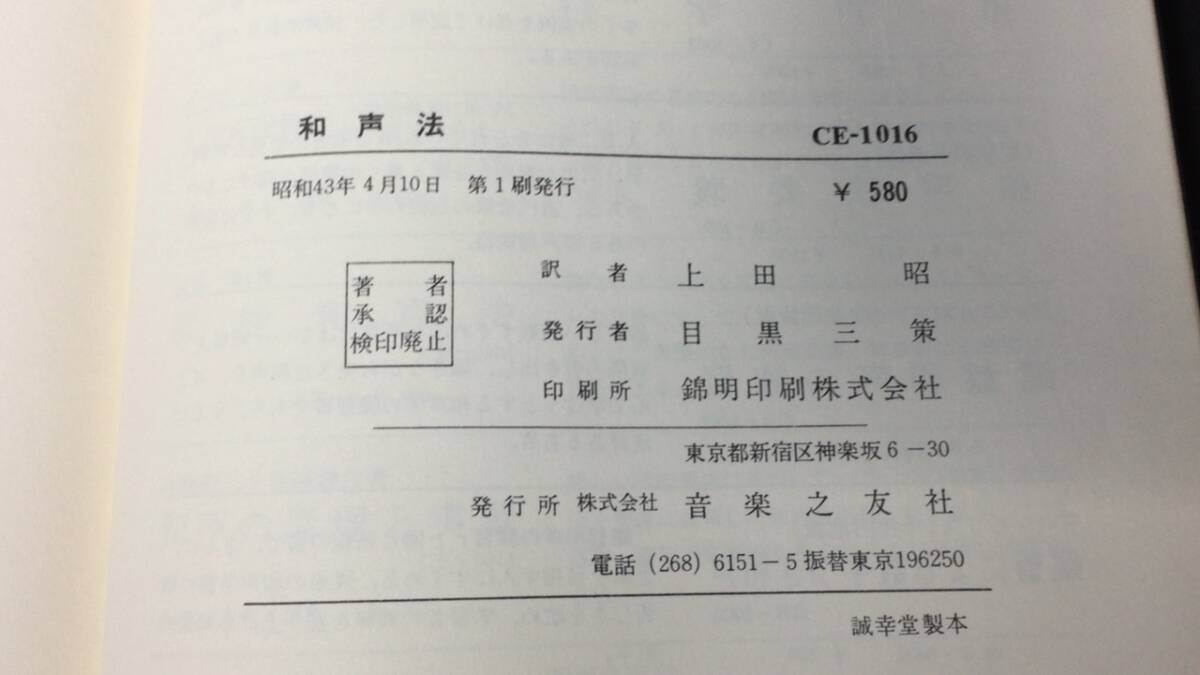 和声法 CE-1016
昭和43年4月10日 第1刷発行 ¥ 580
著者
承認
検印廃止
訳者 上田 昭
発行者 目黒三策
印刷所 錦明印刷株式会社
東京都新宿区神楽坂6-30
発行所 株式会社 音楽之友社
電話(268)6151-5 振替東京196250
誠幸堂製本